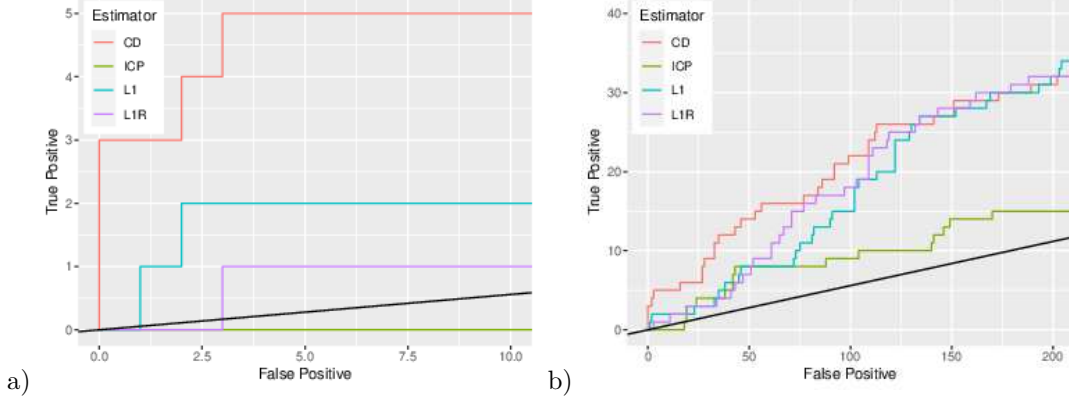 Estimator
CD
ICP
L1
L1R
True Positive
5
4
3
2
1
0
0.0 2.5 5.0 7.5 10.0
False Positive
a)
Estimator
CD
ICP
L1
L1R
True Positive
40
30
20
10
0
0 50 100 150 200
False Positive
b)